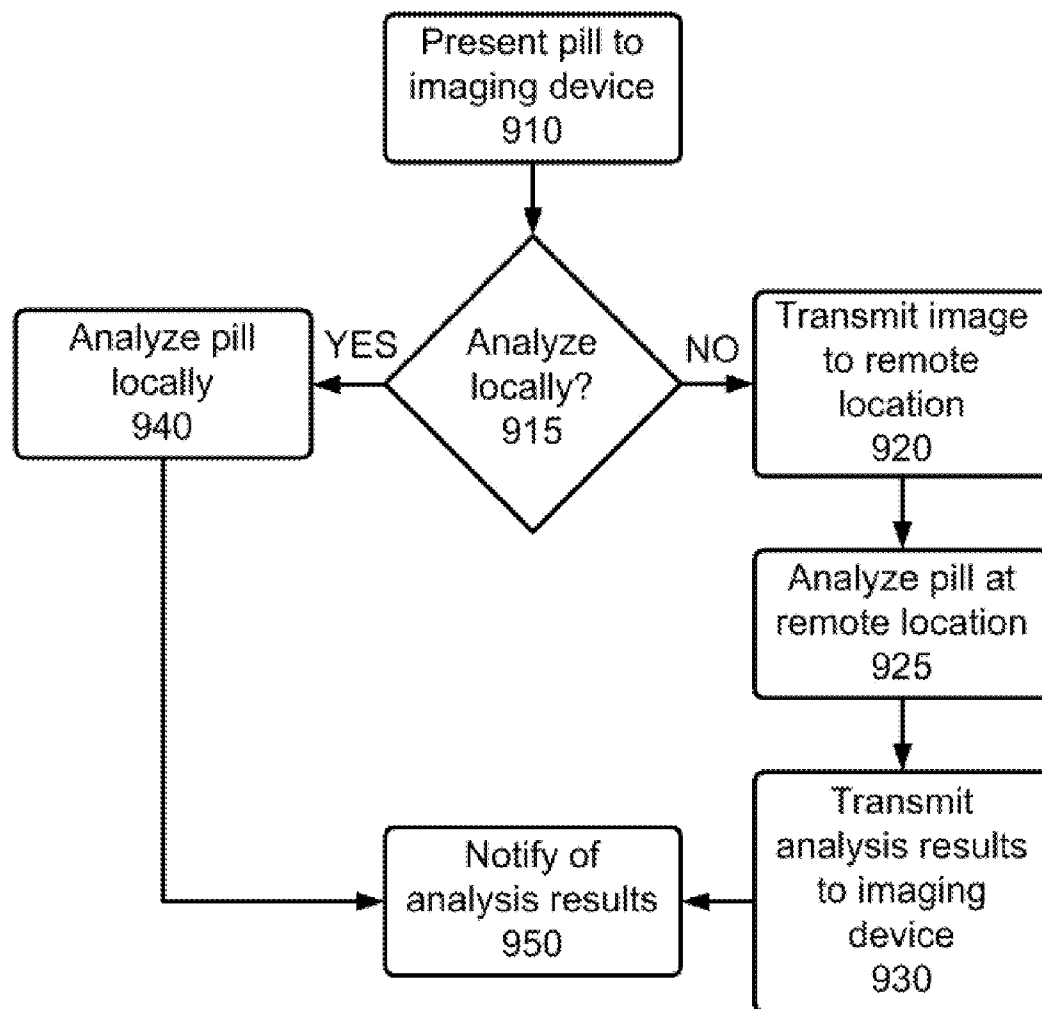 Present pill to
imaging device
910
Analyze
locally?
915
YES
NO
Analyze pill
locally
940
Transmit image
to remote
location
920
Analyze pill at
remote location
925
Transmit
analysis results
to imaging
device
930
Notify of
analysis results
950